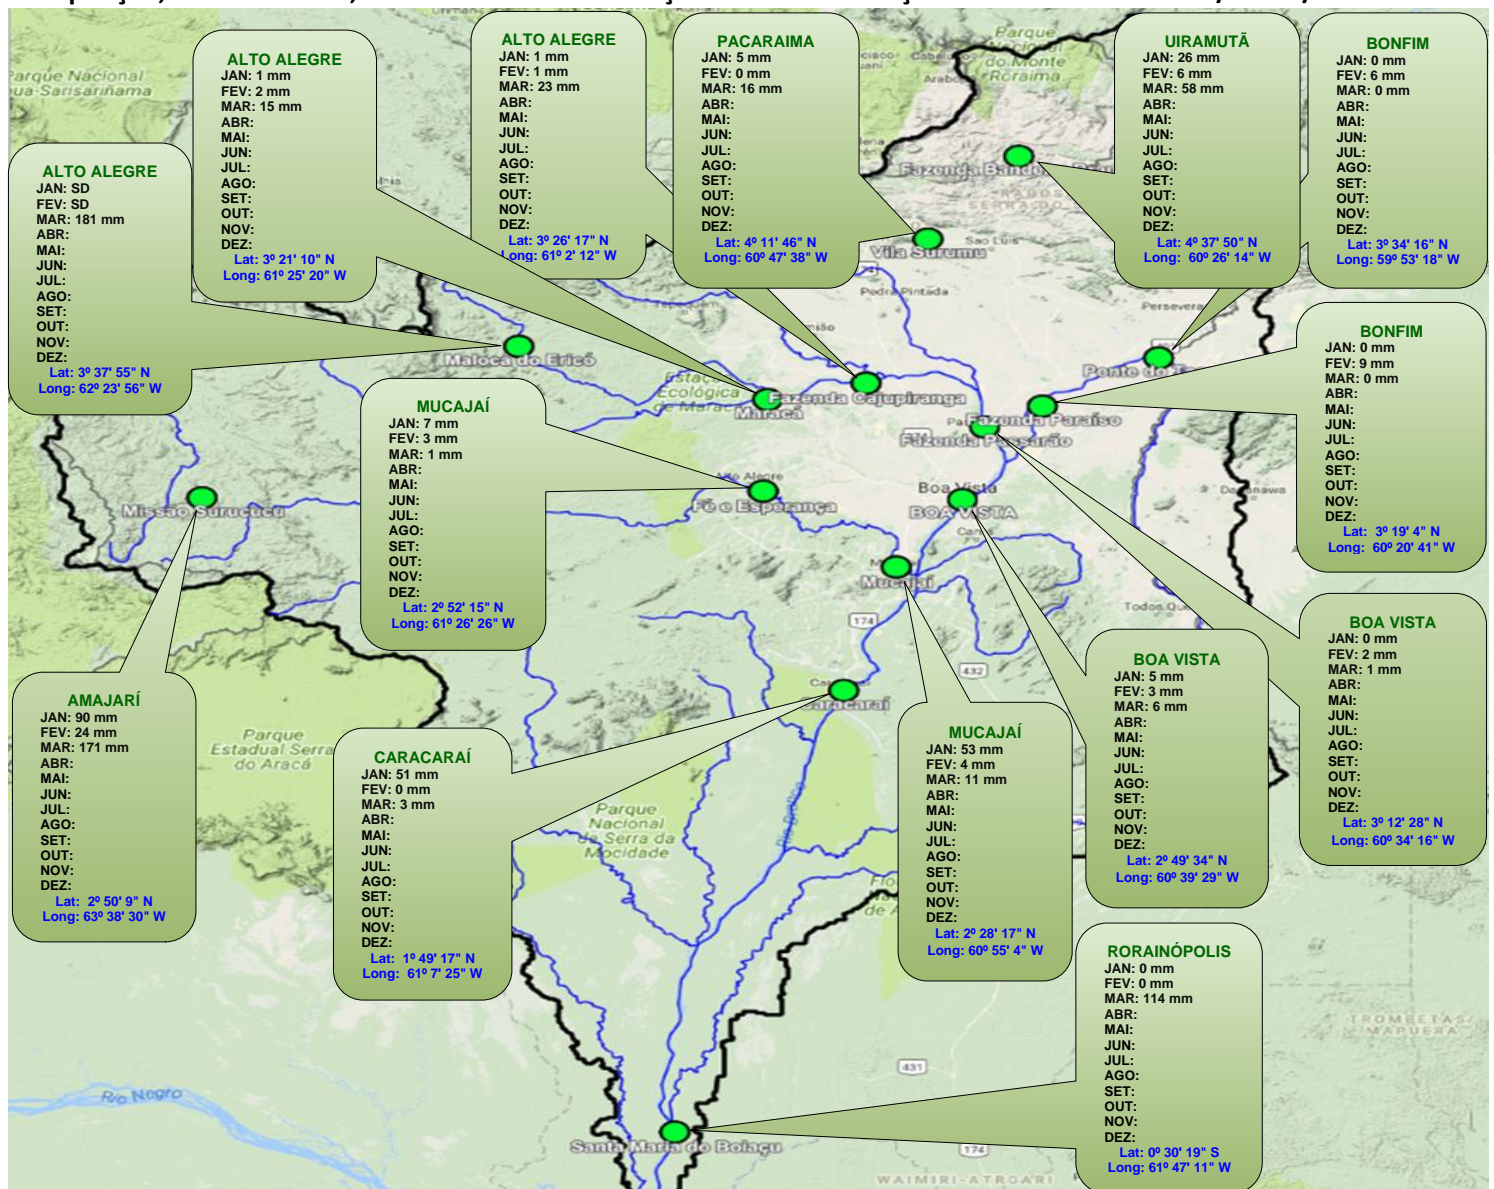 ALTO ALEGRE
JAN: SD
FEV: SD
MAR: 181 mm
ABR:
MAI:
JUN:
JUL:
AGO:
SET:
OUT:
NOV:
DEZ:
Lat: 3º 37' 55" N
Long: 62º 23' 56" W
ALTO ALEGRE
JAN: 1 mm
FEV: 2 mm
MAR: 15 mm
ABR:
MAI:
JUN:
JUL:
AGO:
SET:
OUT:
NOV:
DEZ:
Lat: 3º 21' 10" N
Long: 61º 25' 20" W
ALTO ALEGRE
JAN: 1 mm
FEV: 1 mm
MAR: 23 mm
ABR:
MAI:
JUN:
JUL:
AGO:
SET:
OUT:
NOV:
DEZ:
Lat: 3º 26' 17" N
Long: 61º 2' 12" W
PACARAIMA
JAN: 5 mm
FEV: 0 mm
MAR: 16 mm
ABR:
MAI:
JUN:
JUL:
AGO:
SET:
OUT:
NOV:
DEZ:
Lat: 4º 11' 46" N
Long: 60º 47' 38" W
UIRAMUTÃ
JAN: 26 mm
FEV: 6 mm
MAR: 58 mm
ABR:
MAI:
JUN:
JUL:
AGO:
SET:
OUT:
NOV:
DEZ:
Lat: 4º 37' 50" N
Long: 60º 26' 14" W
BONFIM
JAN: 0 mm
FEV: 6 mm
MAR: 0 mm
ABR:
MAI:
JUN:
JUL:
AGO:
SET:
OUT:
NOV:
DEZ:
Lat: 3º 34' 16" N
Long: 59º 53' 18" W
BONFIM
JAN: 0 mm
FEV: 9 mm
MAR: 0 mm
ABR:
MAI:
JUN:
JUL:
AGO:
SET:
OUT:
NOV:
DEZ:
Lat: 3º 19' 4" N
Long: 60º 20' 41" W
MUCAJAÍ
JAN: 7 mm
FEV: 3 mm
MAR: 1 mm
ABR:
MAI:
JUN:
JUL:
AGO:
SET:
OUT:
NOV:
DEZ:
Lat: 2º 52' 15" N
Long: 61º 26' 26" W
AMAJARÍ
JAN: 90 mm
FEV: 24 mm
MAR: 171 mm
ABR:
MAI:
JUN:
JUL:
AGO:
SET:
OUT:
NOV:
DEZ:
Lat: 2º 50' 9" N
Long: 63º 38' 30" W
CARACARAÍ
JAN: 51 mm
FEV: 0 mm
MAR: 3 mm
ABR:
MAI:
JUN:
JUL:
AGO:
SET:
OUT:
NOV:
DEZ:
Lat: 1º 49' 17" N
Long: 61º 7' 25" W
MUCAJAÍ
JAN: 53 mm
FEV: 4 mm
MAR: 11 mm
ABR:
MAI:
JUN:
JUL:
AGO:
SET:
OUT:
NOV:
DEZ:
Lat: 2º 28' 17" N
Long: 60º 55' 4" W
BOA VISTA
JAN: 5 mm
FEV: 3 mm
MAR: 6 mm
ABR:
MAI:
JUN:
JUL:
AGO:
SET:
OUT:
NOV:
DEZ:
Lat: 2º 49' 34" N
Long: 60º 39' 29" W
BOA VISTA
JAN: 0 mm
FEV: 2 mm
MAR: 1 mm
ABR:
MAI:
JUN:
JUL:
AGO:
SET:
OUT:
NOV:
DEZ:
Lat: 3º 12' 28" N
Long: 60º 34' 16" W
RORAINÓPOLIS
JAN: 0 mm
FEV: 0 mm
MAR: 114 mm
ABR:
MAI:
JUN:
JUL:
AGO:
SET:
OUT:
NOV:
DEZ:
Lat: 0º 30' 19" S
Long: 61º 47' 11" W
Parque
Nacional
do Monte
Roraima
Parque Nacional
Fazenda
Vila Surumu
Sao Luis
Pedra Pintada
Maloca do Ericó
Ecológica
Maracá
Fazenda Cajupiranga
Ponte do
Fazenda Paraíso
Fazenda Passarão
Alto Alegre
Fé e Esperança
Boa Vista
BOA VISTA
Missão Surucucu
Mucajaí
174
432
Caracaraí
Parque
Estadual Serra
do Aracá
Parque
Nacional
da Serra da
Mocidade
Rio Branco
Rio Negro
431
174
Santa Maria do Boiaçu
TROMBETAS/
MAPUERA
WAIMIRI-ATROARI